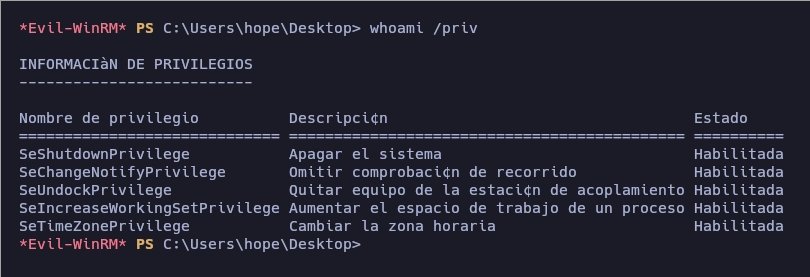 *Evil-WinRM* PS C:\Users\hope\Desktop> whoami /priv
INFORMACIàN DE PRIVILEGIOS
--------------------------
Nombre de privilegio Descripci¢n Estado
============================= ============================================ ==========
SeShutdownPrivilege Apagar el sistema Habilitada
SeChangeNotifyPrivilege Omitir comprobaci¢n de recorrido Habilitada
SeUndockPrivilege Quitar equipo de la estaci¢n de acoplamiento Habilitada
SeIncreaseWorkingSetPrivilege Aumentar el espacio de trabajo de un proceso Habilitada
SeTimeZonePrivilege Cambiar la zona horaria Habilitada
*Evil-WinRM* PS C:\Users\hope\Desktop>